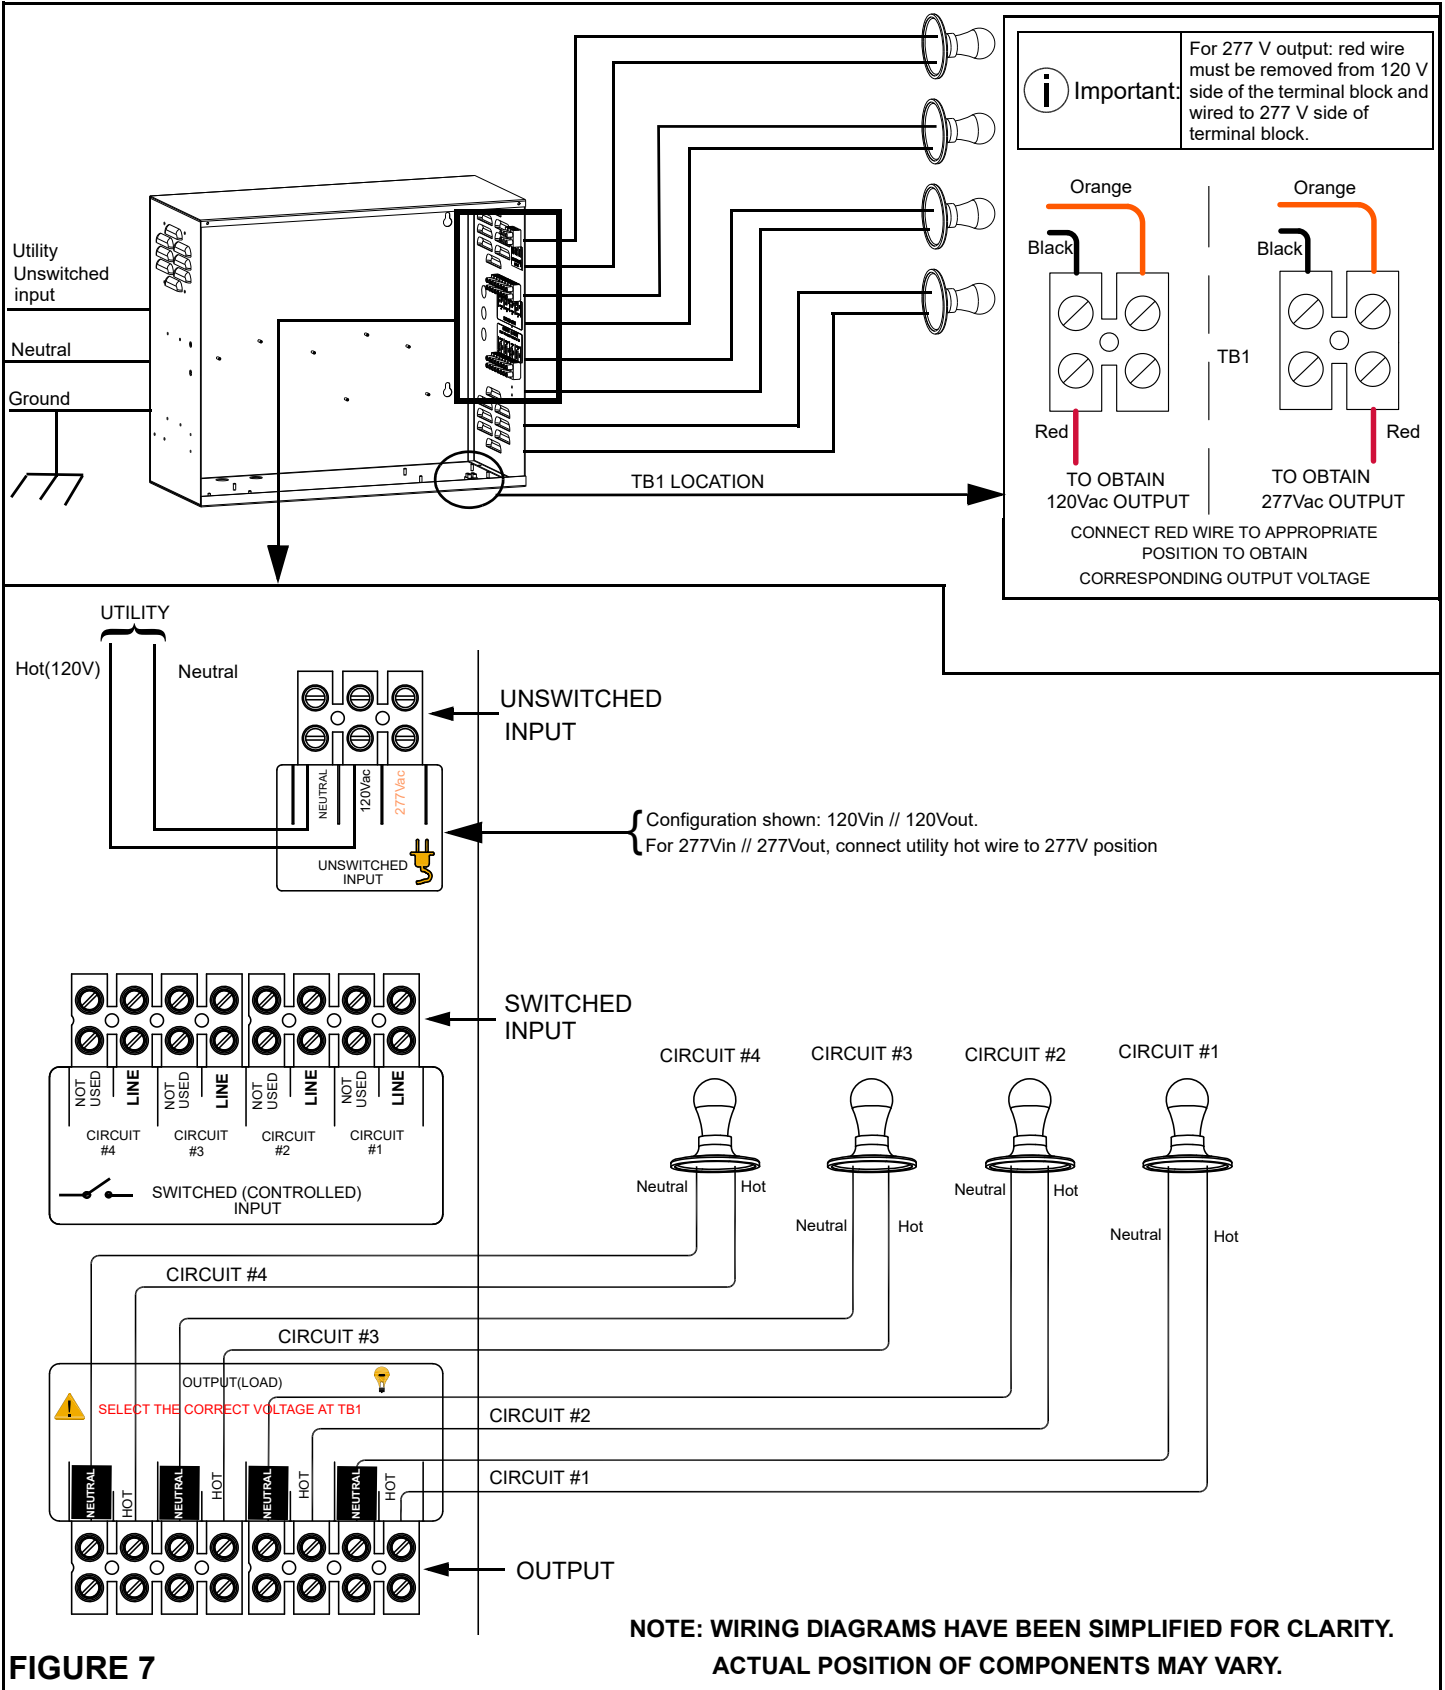 For 277 V output: red wire
must be removed from 120 V
side of the terminal block and
wired to 277 V side of
terminal block.
i
Important:
Orange
Orange
Black
Black
TB1
Red
Red
TO OBTAIN
120Vac OUTPUT
TO OBTAIN
277Vac OUTPUT
CONNECT RED WIRE TO APPROPRIATE
POSITION TO OBTAIN
CORRESPONDING OUTPUT VOLTAGE
Utility
Unswitched
input
Neutral
Ground
TB1 LOCATION
UTILITY
Hot(120V)
Neutral
UNSWITCHED
INPUT
NEUTRAL
120Vac
277Vac
UNSWITCHED
INPUT
Configuration shown: 120Vin // 120Vout.
For 277Vin // 277Vout, connect utility hot wire to 277V position
SWITCHED
INPUT
NOT
USED
LINE
NOT
USED
LINE
NOT
USED
LINE
NOT
USED
LINE
CIRCUIT
#4
CIRCUIT
#3
CIRCUIT
#2
CIRCUIT
#1
SWITCHED (CONTROLLED)
INPUT
CIRCUIT #4
CIRCUIT #3
CIRCUIT #2
CIRCUIT #1
Neutral
Hot
Neutral
Hot
Neutral
Hot
Neutral
Hot
CIRCUIT #4
CIRCUIT #3
CIRCUIT #2
CIRCUIT #1
OUTPUT(LOAD)
SELECT THE CORRECT VOLTAGE AT TB1
NEUTRAL
HOT
NEUTRAL
HOT
NEUTRAL
HOT
NEUTRAL
HOT
OUTPUT
NOTE: WIRING DIAGRAMS HAVE BEEN SIMPLIFIED FOR CLARITY.
ACTUAL POSITION OF COMPONENTS MAY VARY.
FIGURE 7